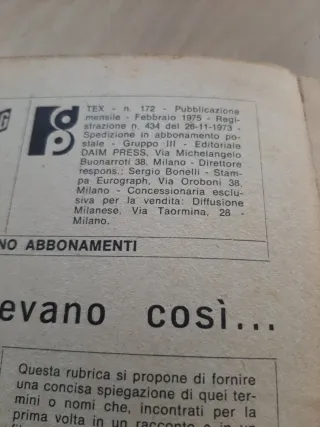 TEX - n. 172 - Pubblicazione
mensile - Febbraio 1975 - Regi-
strazione n. 434 del 26-11-1973 -
Spedizione in abbonamento po-
stale - Gruppo III - Editoriale
DAIM PRESS, Via Michelangelo
Buonarroti 38, Milano - Direttore
respons.: Sergio Bonelli - Stam-
pa Eurograph, Via Oroboni 38,
Milano - Concessionaria esclu-
siva per la vendita: Diffusione
Milanese, Via Taormina, 28 -
Milano.
NO ABBONAMENTI
evano così...
Questa rubrica si propone di fornire
una concisa spiegazione di quei ter-
mini o nomi che, incontrati per la
prima volta in un racconto o in un